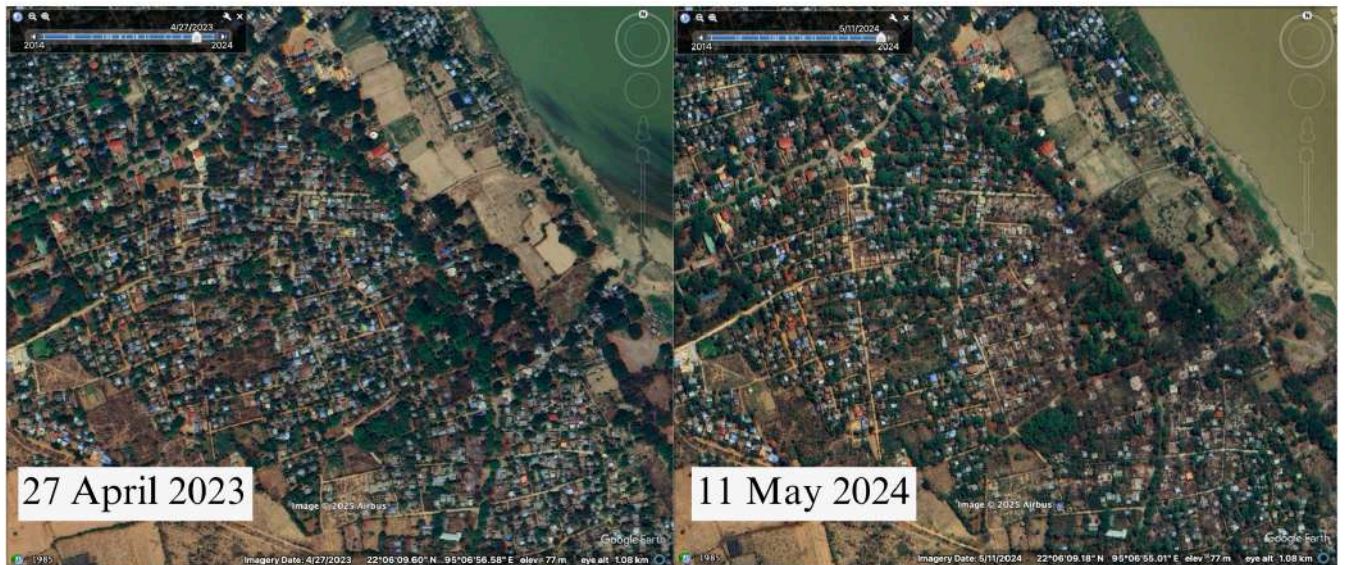 4/27/2023
2014
2024
N
27 April 2023
Image © 2025 Airbus
Google Earth
1985
Imagery Date: 4/27/2023 22°06'09.60" N 95°06'56.58" E elev 77 m eye alt 1.08 km
5/11/2024
2014
2024
N
11 May 2024
Image © 2025 Airbus
Google Earth
1985
Imagery Date: 5/11/2024 22°06'09.18" N 95°06'55.01" E elev 77 m eye alt 1.08 km